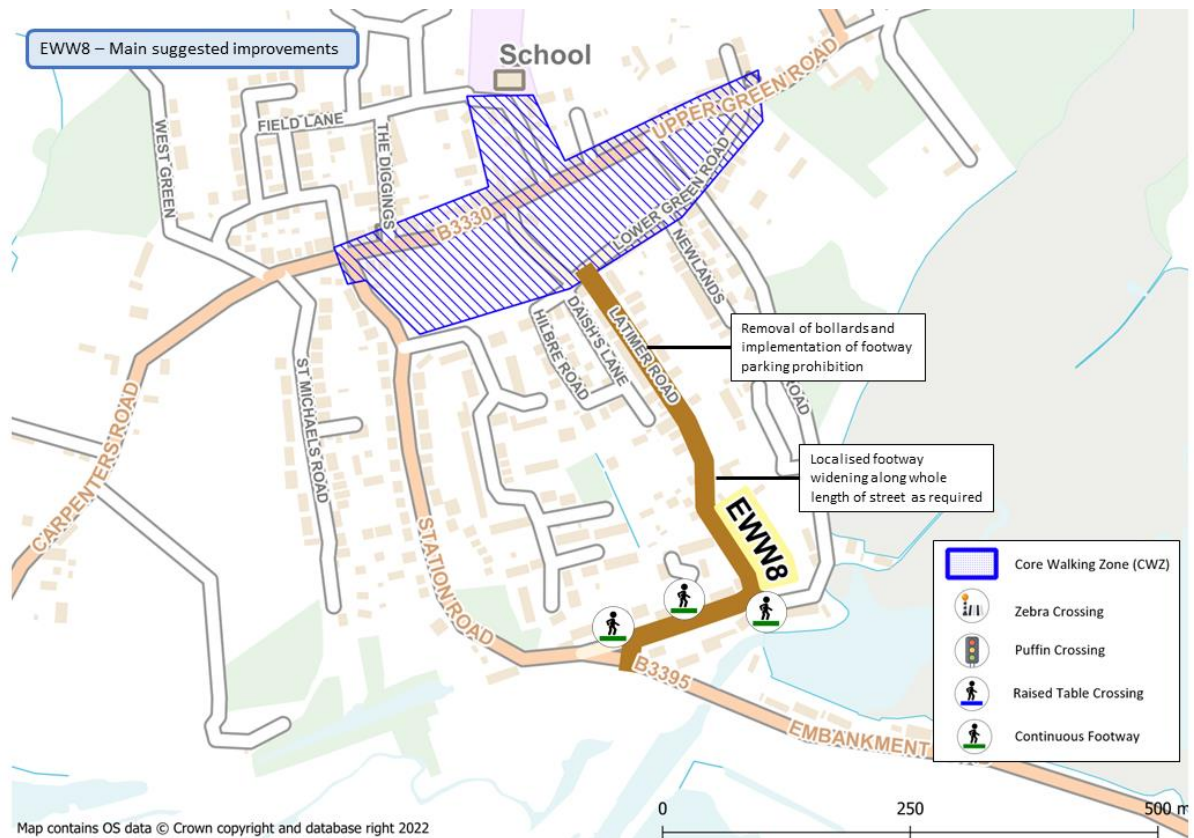 EWW8 – Main suggested improvements
School
UPPER GREEN ROAD
WEST GREEN
FIELD LANE
THE DIGGINGS
B3330
LOWER GREEN ROAD
NEWLANDS
LATIMER ROAD
DAISH'S LANE
HILBRE ROAD
Removal of bollards and
implementation of footway
parking prohibition
ROAD
ST MICHAELS ROAD
CARPENTERS ROAD
STATION ROAD
Localised footway
widening along whole
length of street as required
EWW8
B3395
EMBANKMENT
Core Walking Zone (CWZ)
Zebra Crossing
Puffin Crossing
Raised Table Crossing
Continuous Footway
0 250 500 m
Map contains OS data © Crown copyright and database right 2022